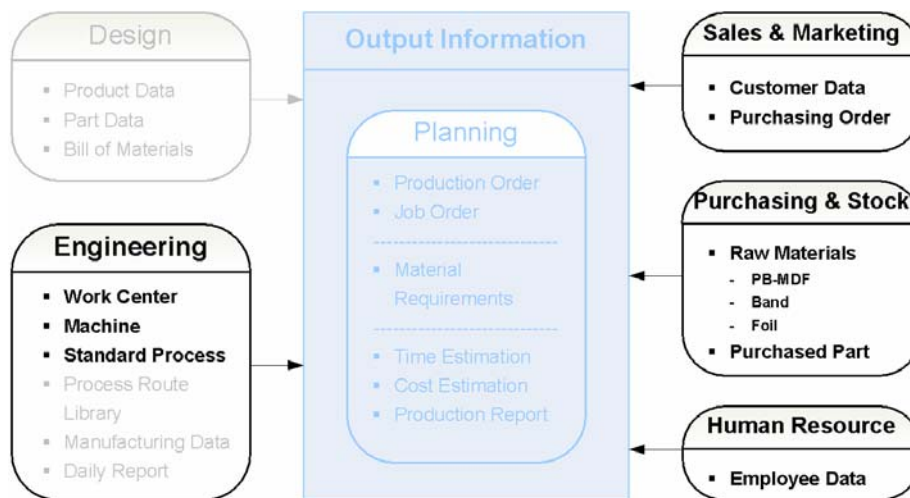 Design
▪ Product Data
▪ Part Data
▪ Bill of Materials
Engineering
▪ Work Center
▪ Machine
▪ Standard Process
▪ Process Route
Library
▪ Manufacturing Data
▪ Daily Report
Output Information
Planning
▪ Production Order
▪ Job Order
▪ Material
Requirements
▪ Time Estimation
▪ Cost Estimation
▪ Production Report
Sales & Marketing
▪ Customer Data
▪ Purchasing Order
Purchasing & Stock
▪ Raw Materials
- PB-MDF
- Band
- Foil
▪ Purchased Part
Human Resource
▪ Employee Data